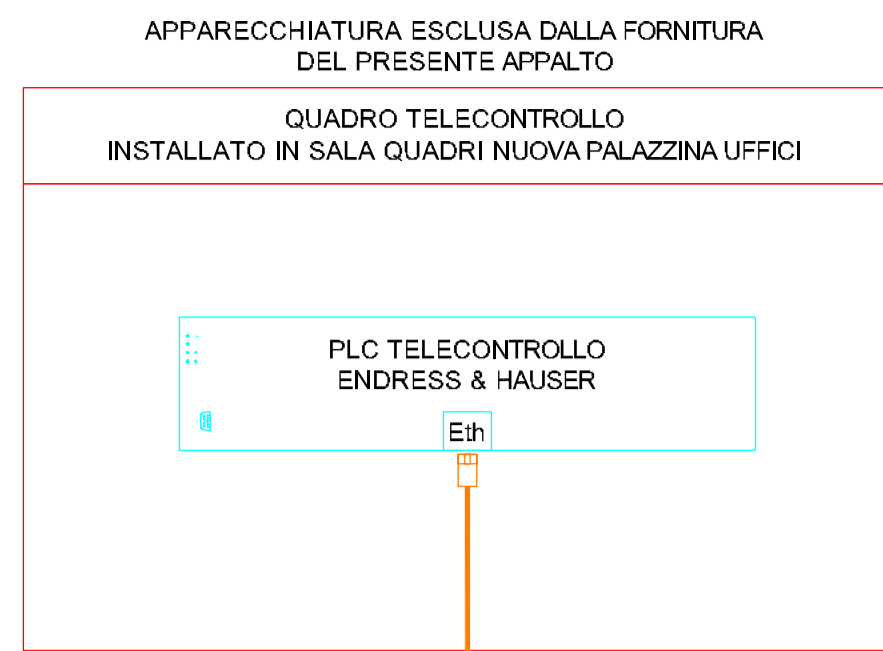 APPARECCHIATURA ESCLUSA DALLA FORNITURA
DEL PRESENTE APPALTO
QUADRO TELECONTROLLO
INSTALLATO IN SALA QUADRI NUOVA PALAZZINA UFFICI
PLC TELECONTROLLO
ENDRESS & HAUSER
Eth